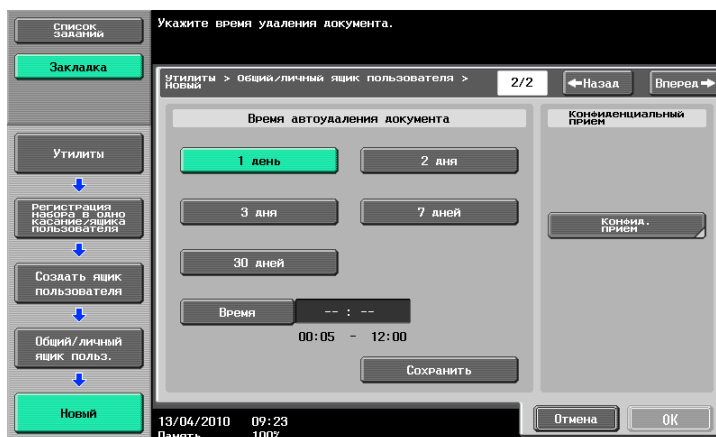 Список
заданий
Укажите время удаления документа.
Закладка
Утилиты > Общий/личный ящик пользователя >
Новый
2/2
←Назад
Вперед→
Время автоудаления документа
Конфиденциальный
прием
1 день
2 дня
3 дня
7 дней
30 дней
Время
-- : --
00:05 - 12:00
Сохранить
Конфид.
прием
Утилиты
Регистрация
набора в одно
касание/ящика
пользователя
Создать ящик
пользователя
Общий/личный
ящик польз.
Новый
13/04/2010 09:23
Память 100%
Отмена
OK